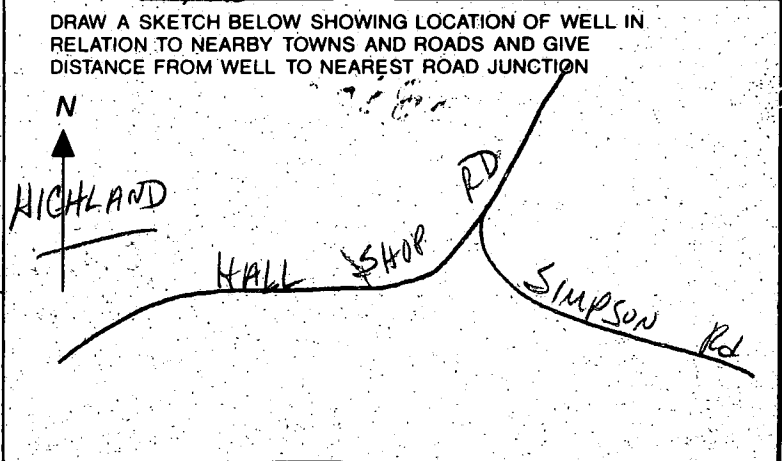 DRAW A SKETCH BELOW SHOWING LOCATION OF WELL IN
RELATION TO NEARBY TOWNS AND ROADS AND GIVE
DISTANCE FROM WELL TO NEAREST ROAD JUNCTION
N
HIGHLAND
HALL SHOP RD
SIMPSON Rd